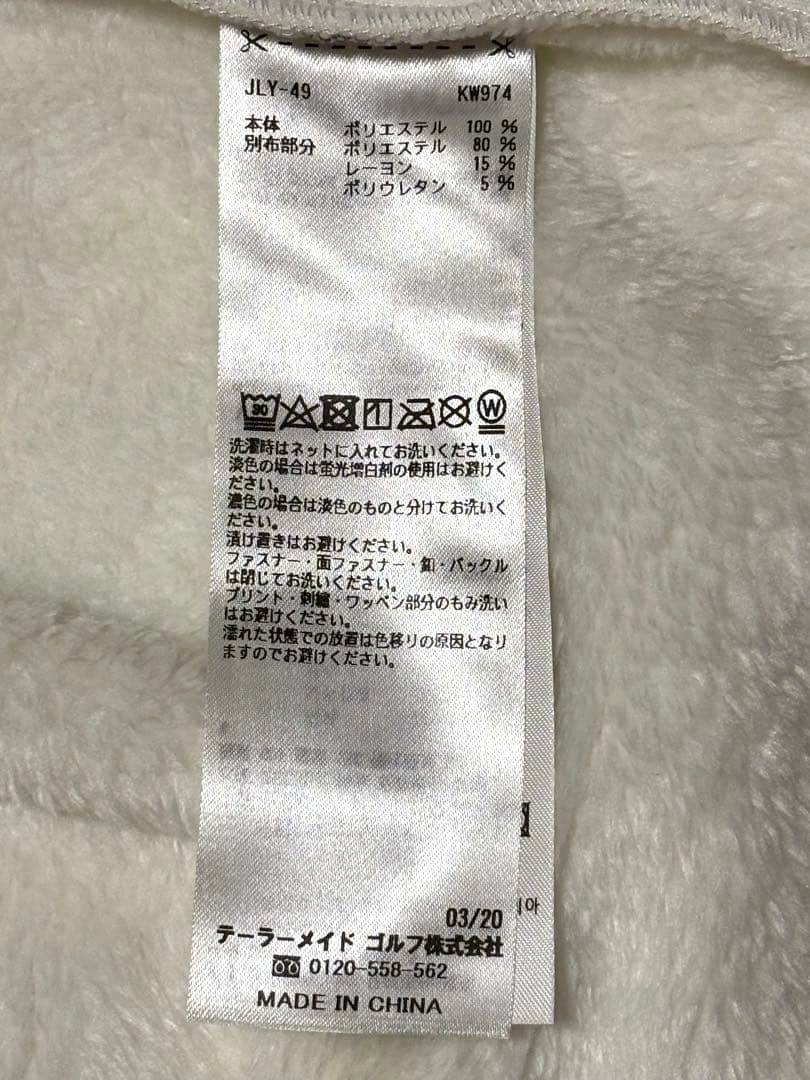 JLY-49 KW974
本体 ポリエステル 100 %
別布部分 ポリエステル 80 %
レーヨン 15 %
ポリウレタン 5 %
30 W
洗濯時はネットに入れてお洗いください。
淡色の場合は蛍光増白剤の使用はお避けく
ださい。
濃色の場合は淡色のものと分けてお洗いく
ださい。
漬け置きはお避けください。
ファスナー・面ファスナー・釦・バックル
は閉じてお洗いください。
プリント・刺繍・ワッペン部分のもみ洗い
はお避けください。
濡れた状態での放置は色移りの原因となり
ますのでお避けください。
03/20
テーラーメイド ゴルフ株式会社
0120-558-562
MADE IN CHINA